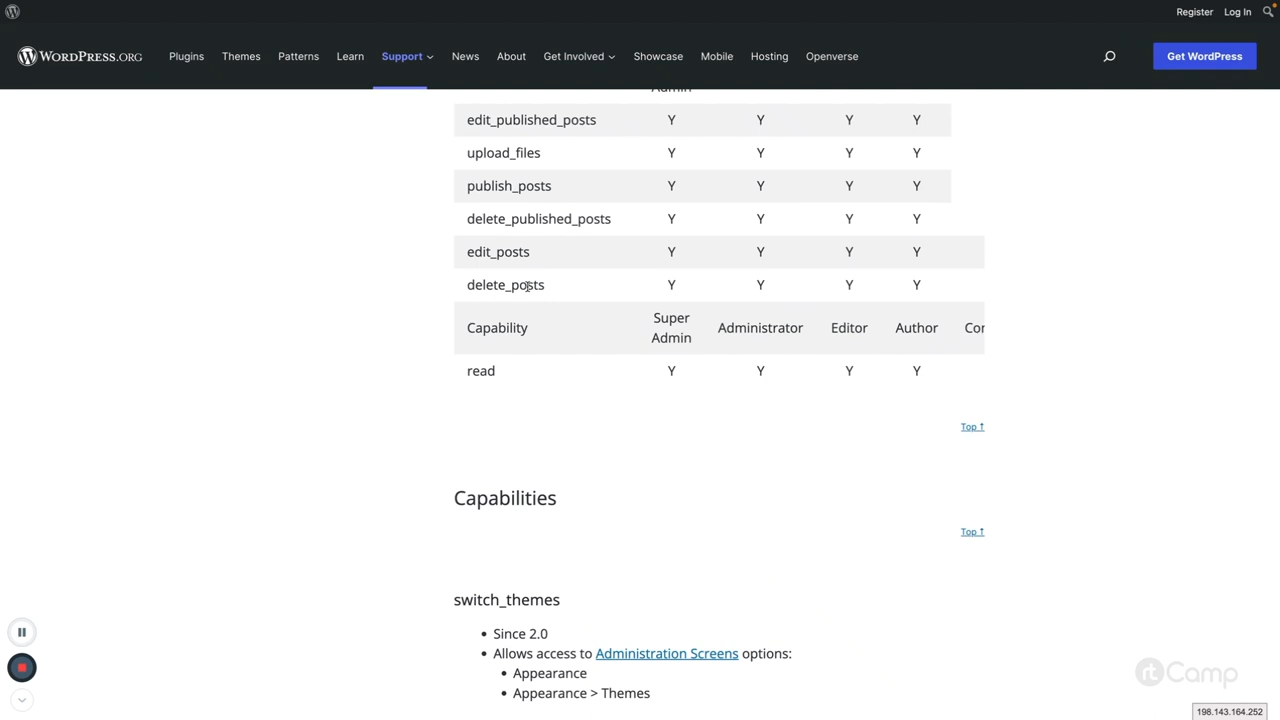 Register Log In
WORDPRESS.ORG Plugins Themes Patterns Learn Support News About Get Involved Showcase Mobile Hosting Openverse Get WordPress
Admin
edit_published_posts Y Y Y Y
upload_files Y Y Y Y
publish_posts Y Y Y Y
delete_published_posts Y Y Y Y
edit_posts Y Y Y Y
delete_posts Y Y Y Y
Capability Super Admin Administrator Editor Author Cor
read Y Y Y Y
Top ↑
Capabilities
Top ↑
switch_themes
• Since 2.0
• Allows access to Administration Screens options:
• Appearance
• Appearance > Themes
rtCamp
198.143.164.252